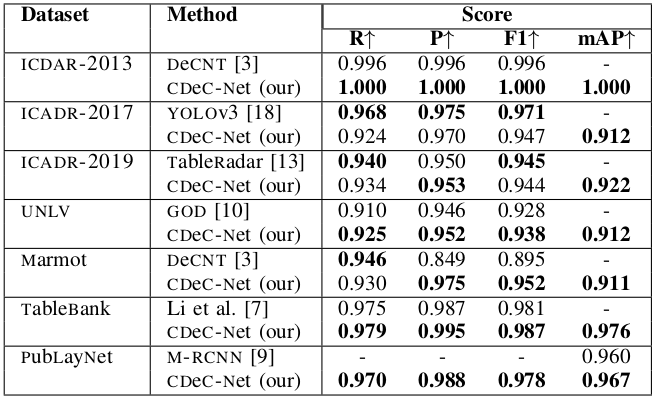 Dataset Method Score
R↑ P↑ F1↑ mAP↑
ICDAR-2013 DeCNT [3] 0.996 0.996 0.996 -
CDeC-Net (our) 1.000 1.000 1.000 1.000
ICADR-2017 YOLOv3 [18] 0.968 0.975 0.971 -
CDeC-Net (our) 0.924 0.970 0.947 0.912
ICADR-2019 TableRadar [13] 0.940 0.950 0.945 -
CDeC-Net (our) 0.934 0.953 0.944 0.922
UNLV GOD [10] 0.910 0.946 0.928 -
CDeC-Net (our) 0.925 0.952 0.938 0.912
Marmot DeCNT [3] 0.946 0.849 0.895 -
CDeC-Net (our) 0.930 0.975 0.952 0.911
TableBank Li et al. [7] 0.975 0.987 0.981 -
CDeC-Net (our) 0.979 0.995 0.987 0.976
PubLayNet M-RCNN [9] - - - 0.960
CDeC-Net (our) 0.970 0.988 0.978 0.967